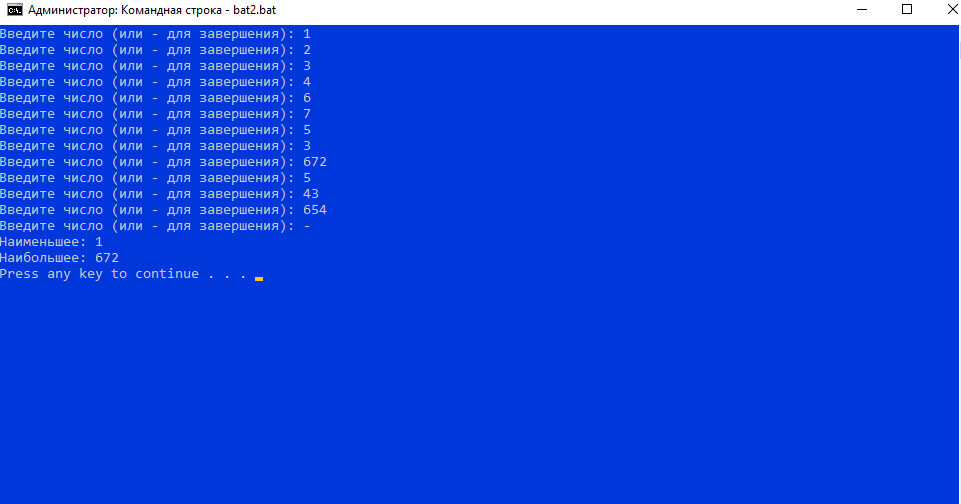 Администратор: Командная строка - bat2.bat
Введите число (или - для завершения): 1
Введите число (или - для завершения): 2
Введите число (или - для завершения): 3
Введите число (или - для завершения): 4
Введите число (или - для завершения): 6
Введите число (или - для завершения): 7
Введите число (или - для завершения): 5
Введите число (или - для завершения): 3
Введите число (или - для завершения): 672
Введите число (или - для завершения): 5
Введите число (или - для завершения): 43
Введите число (или - для завершения): 654
Введите число (или - для завершения): -
Наименьшее: 1
Наибольшее: 672
Press any key to continue . . .